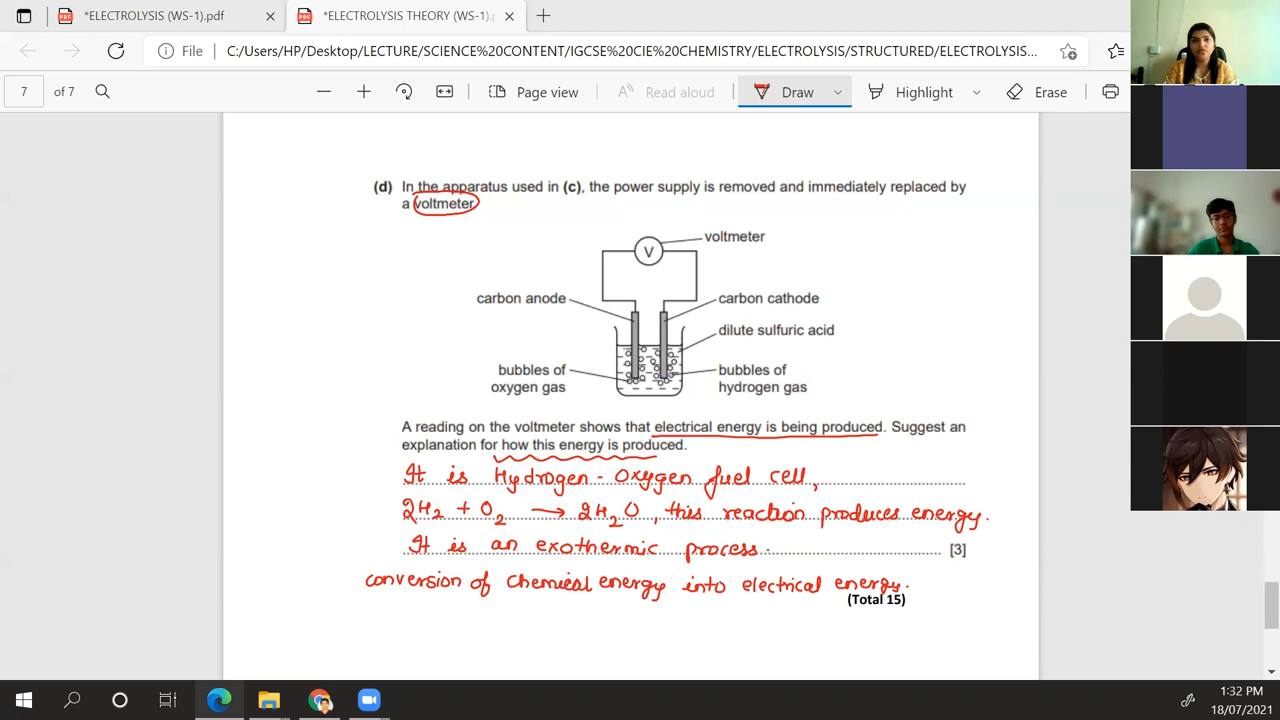 *ELECTROLYSIS (WS-1).pdf
*ELECTROLYSIS THEORY (WS-1).
File C:/Users/HP/Desktop/LECTURE/SCIENCE%20CONTENT/IGCSE%20CIE%20CHEMISTRY/ELECTROLYSIS/STRUCTURED/ELECTROLYSIS...
7 of 7 Page view Read aloud Draw Highlight Erase
(d) In the apparatus used in (c), the power supply is removed and immediately replaced by
a voltmeter
voltmeter
V
carbon anode carbon cathode
dilute sulfuric acid
bubbles of bubbles of
oxygen gas hydrogen gas
A reading on the voltmeter shows that electrical energy is being produced. Suggest an
explanation for how this energy is produced.
It is Hydrogen - Oxygen fuel cell,
2H2 + O2 → 2H2O, this reaction produces energy.
It is an exothermic process.
[3]
conversion of chemical energy into electrical energy.
(Total 15)
1:32 PM
18/07/2021